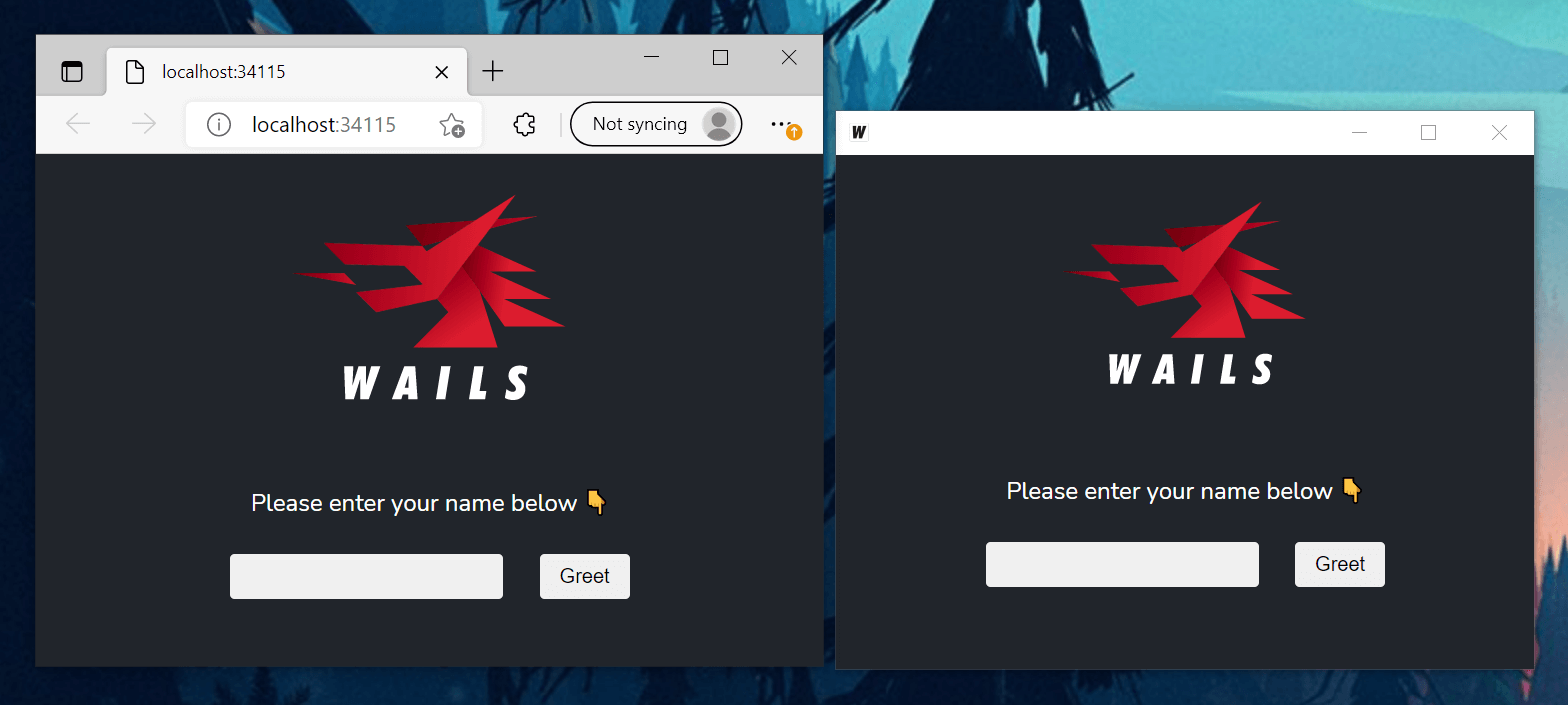 localhost:34115
localhost:34115
Not syncing
WAILS
Please enter your name below 👇
Greet
W
WAILS
Please enter your name below 👇
Greet